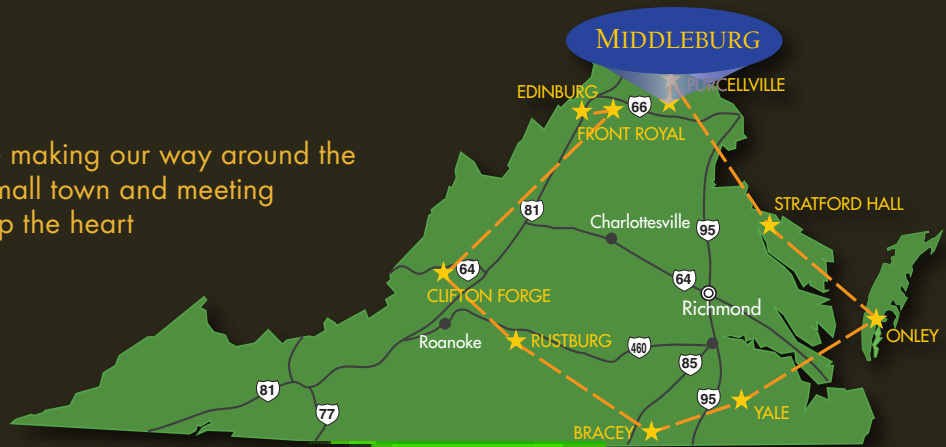 MIDDLEBURG
PURCELLVILLE
EDINBURG
66
FRONT ROYAL
making our way around the
mall town and meeting
p the heart
81
Charlottesville
95
STRATFORD HALL
64
CLIFTON FORGE
64
Richmond
Roanoke
RUSTBURG
460
ONLEY
85
81
77
95
YALE
BRACEY